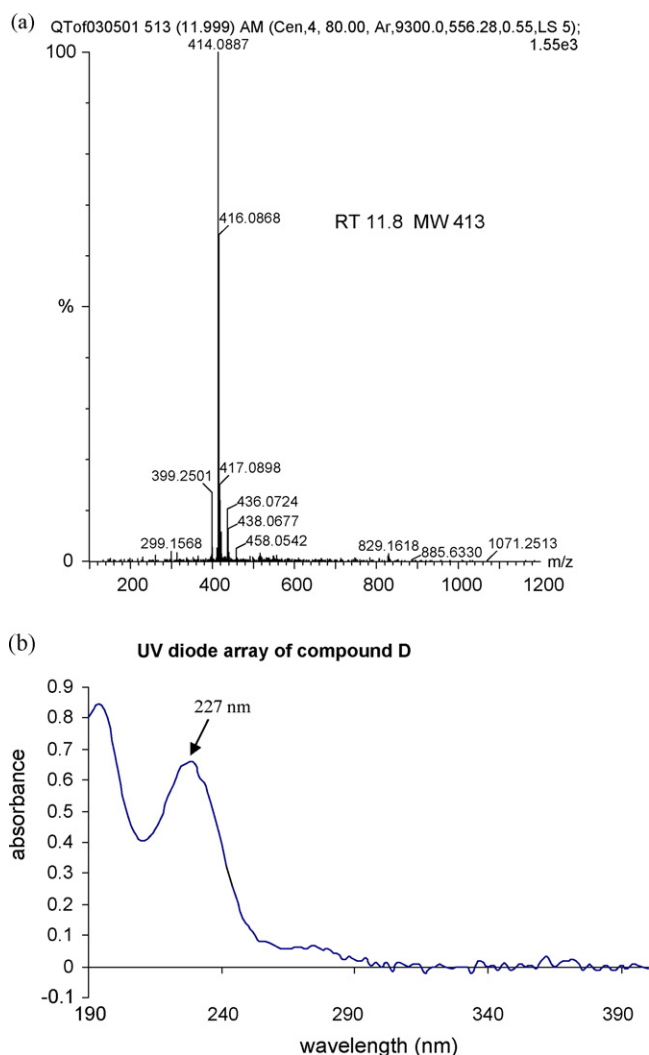 (a) QTof030501 513 (11.999) AM (Cen,4, 80.00, Ar,9300.0,556.28,0.55,LS 5);
414.0887 1.55e3
100
416.0868
RT 11.8 MW 413
%
399.2501 417.0898
436.0724
438.0677
299.1568 458.0542 829.1618 885.6330 1071.2513
0 m/z
200 400 600 800 1000 1200
(b) UV diode array of compound D
0.9
227 nm
0.8
0.7
0.6
0.5
0.4
0.3
0.2
0.1
0
-0.1
absorbance
190 240 290 340 390
wavelength (nm)